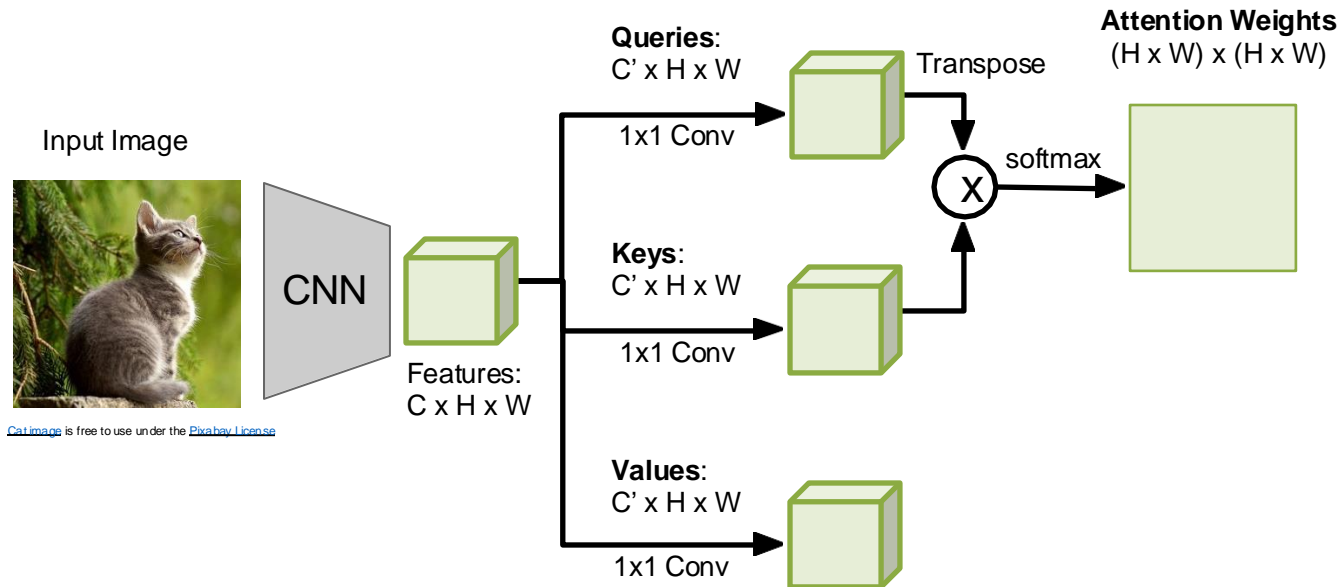 Input Image
Cat image is free to use under the Pixabay License
CNN
Features:
C x H x W
Queries:
C’ x H x W
1x1 Conv
Keys:
C’ x H x W
1x1 Conv
Values:
C’ x H x W
1x1 Conv
Transpose
X
softmax
Attention Weights
(H x W) x (H x W)